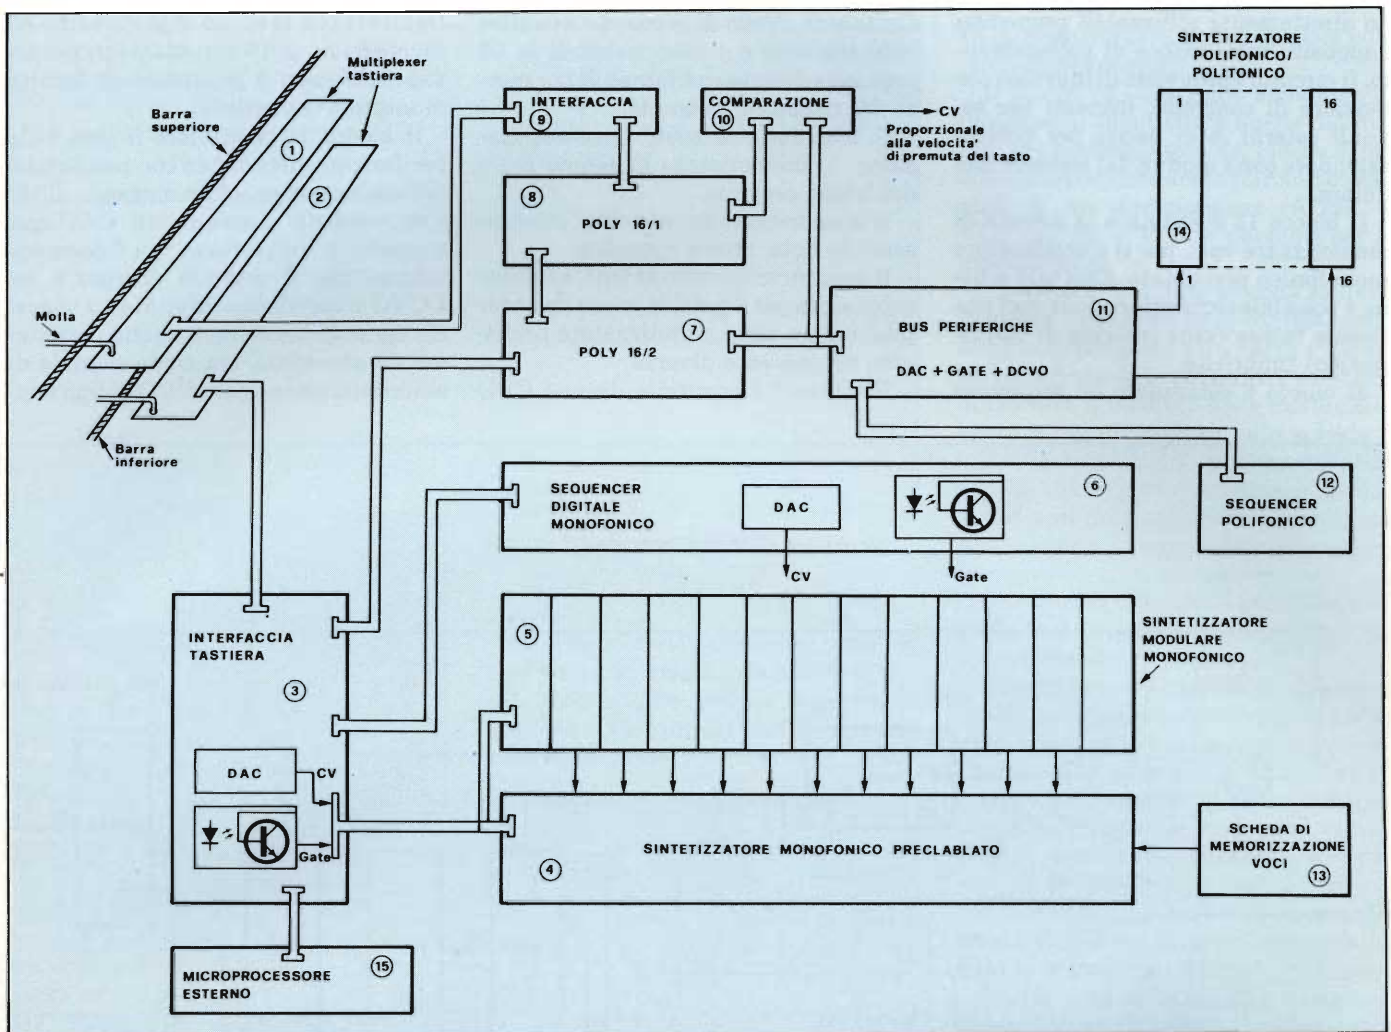 SINTETIZZATORE
POLIFONICO/
POLITONICO
1
16
14
1
16
Multiplexer
tastiera
Barra
superiore
1
2
Molla
Barra
inferiore
INTERFACCIA
9
COMPARAZIONE
10
CV
Proporzionale
alla velocita'
di premuta del tasto
8
POLY 16/1
7
POLY 16/2
11
BUS PERIFERICHE
DAC + GATE + DCVO
SEQUENCER
DIGITALE
MONOFONICO
DAC
CV
Gate
6
12
SEQUENCER
POLIFONICO
INTERFACCIA
TASTIERA
3
DAC
CV
Gate
5
SINTETIZZATORE
MODULARE
MONOFONICO
SINTETIZZATORE MONOFONICO PRECLABLATO
4
SCHEDA DI
MEMORIZZAZIONE
VOCI
13
MICROPROCESSORE
ESTERNO
15